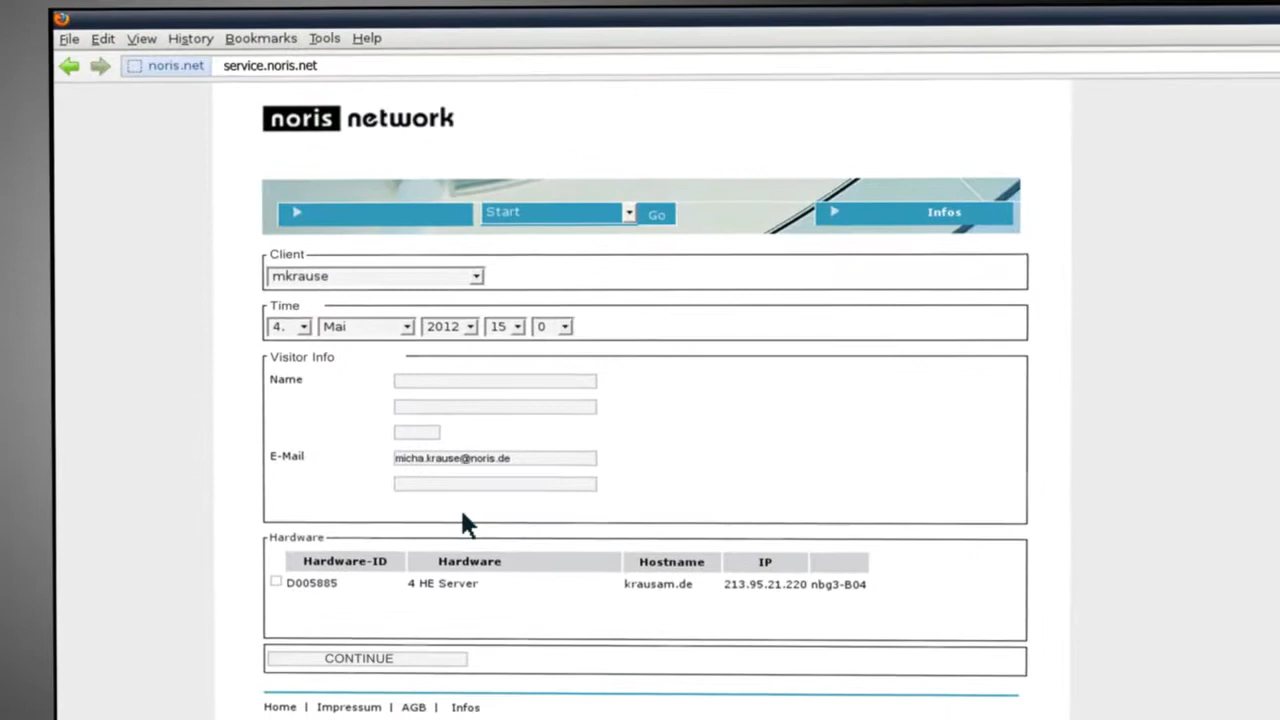 File Edit View History Bookmarks Tools Help
noris.net service.noris.net
noris network
Start Go Infos
Client
mkrause
Time
4. Mai 2012 15 0
Visitor Info
Name
E-Mail micha.krause@noris.de
Hardware
Hardware-ID Hardware Hostname IP
D005885 4 HE Server krausam.de 213.95.21.220 nbg3-B04
CONTINUE
Home | Impressum | AGB | Infos